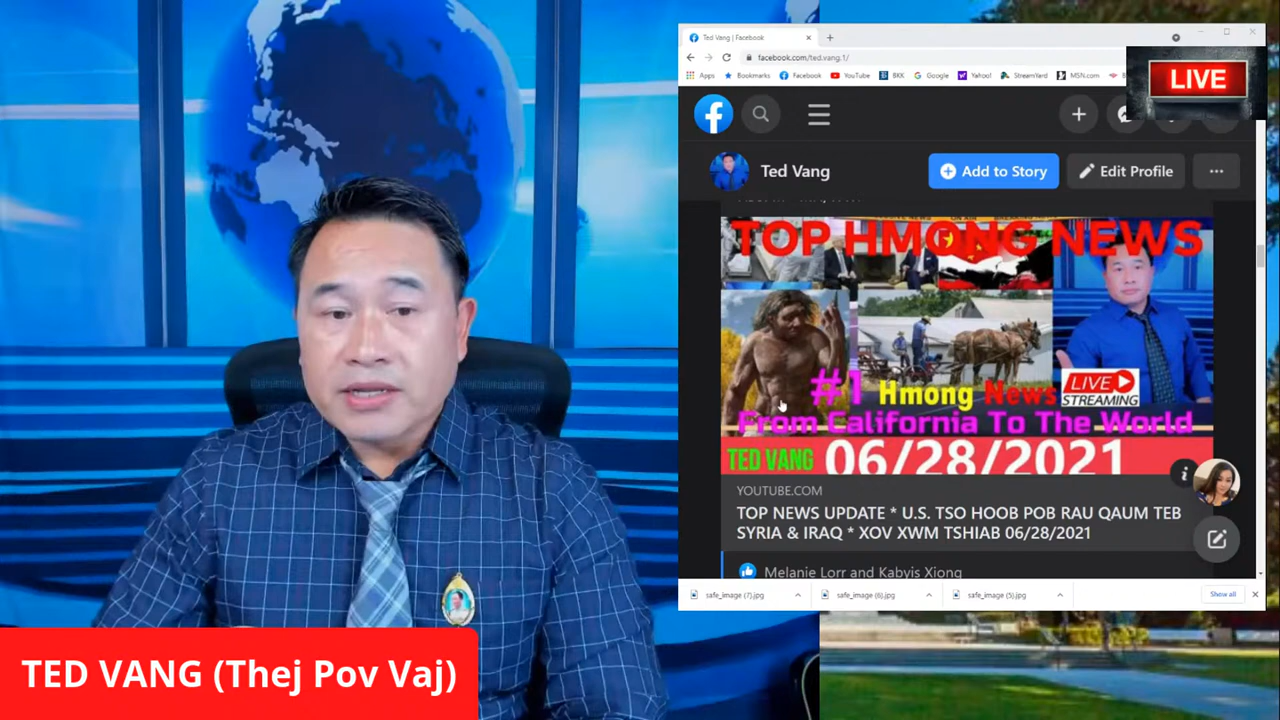 Ted Vang | Facebook
facebook.com/ted.vang.1/
Apps Bookmarks Facebook YouTube BKK Google Yahoo! StreamYard MSN.com
LIVE
Ted Vang
Add to Story
Edit Profile
TOP HMONG NEWS
#1 Hmong News
LIVE
STREAMING
From California To The World
TED VANG 06/28/2021
YOUTUBE.COM
TOP NEWS UPDATE * U.S. TSO HOOB POB RAU QAUM TEB
SYRIA & IRAQ * XOV XWM TSHIAB 06/28/2021
Melanie Lorr and Kabyis Xiong
safe_image (7).jpg
safe_image (6).jpg
safe_image (5).jpg
Show all
TED VANG (Thej Pov Vaj)